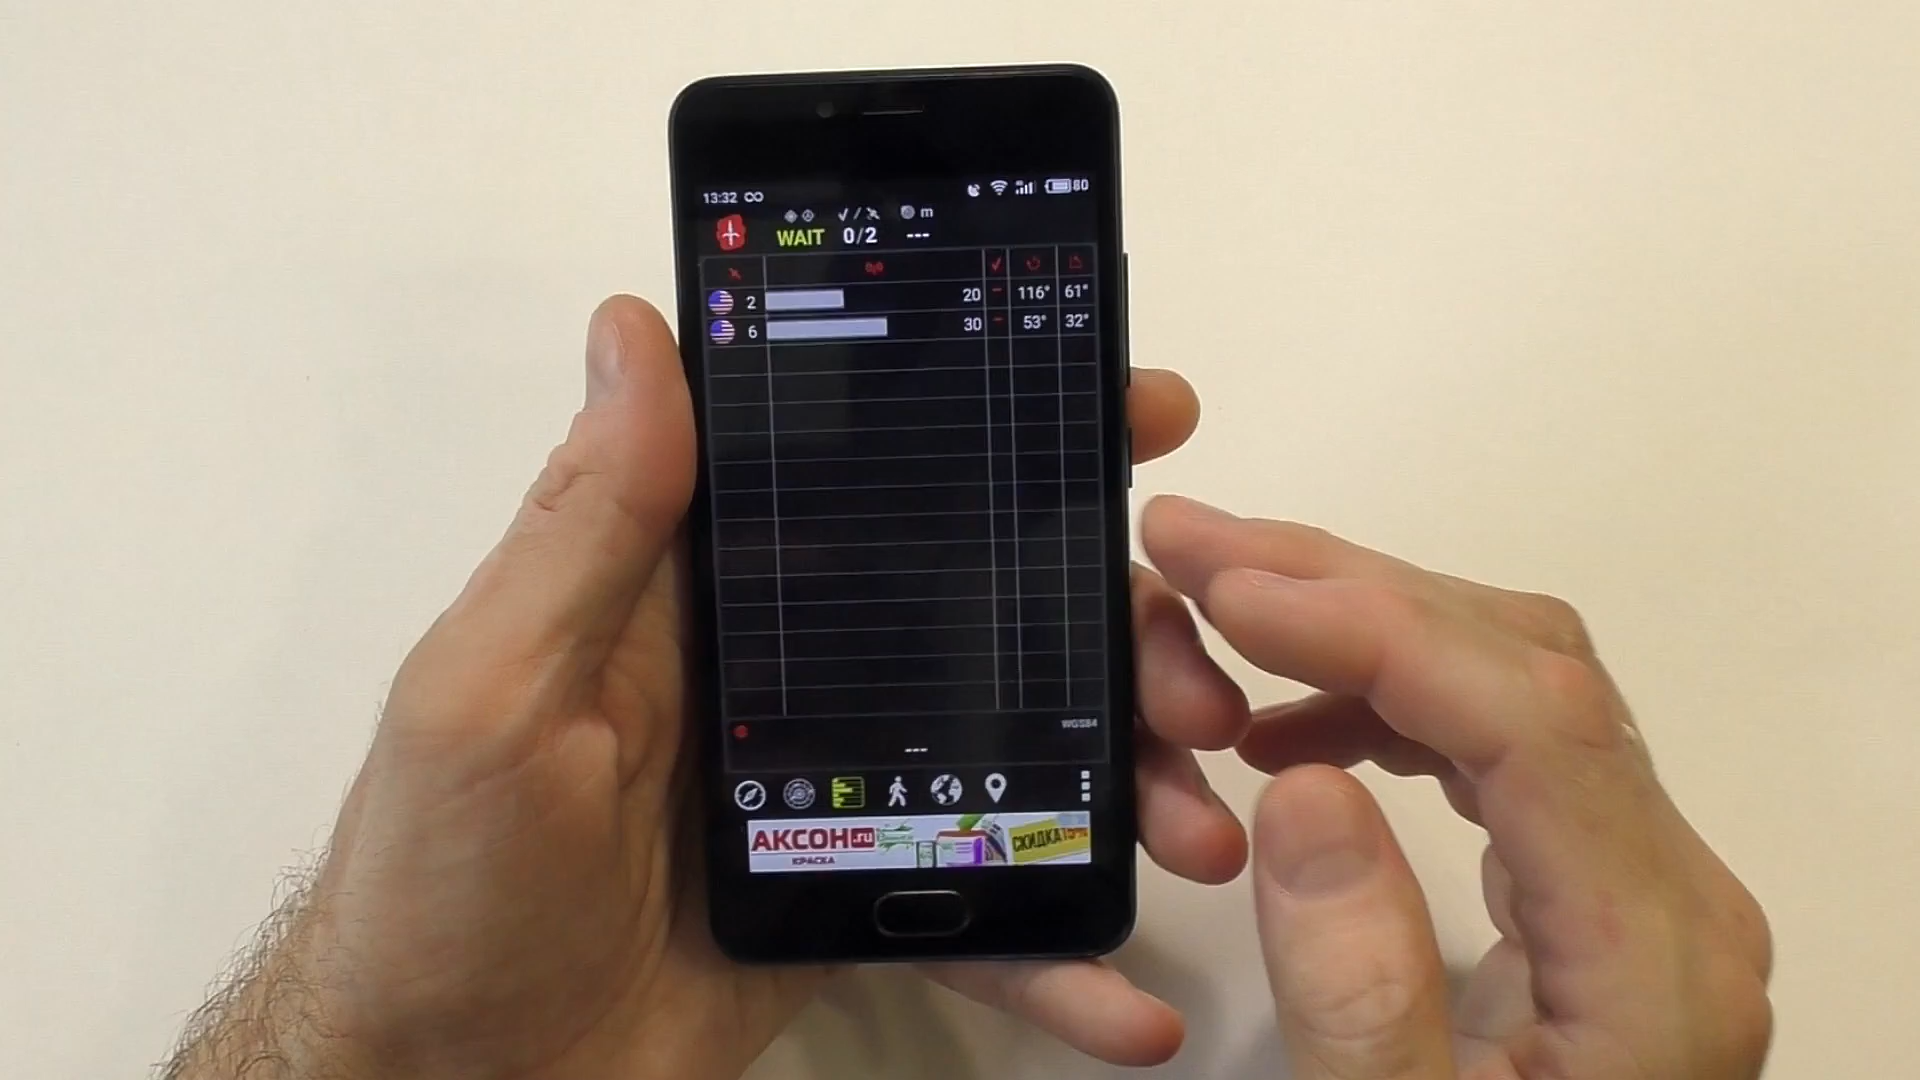 13:32 80
m
WAIT 0/2 ---
2 20 - 116° 61°
6 30 - 53° 32°
WGS84
---
АКСОН.ru
КРАСКА
СКИДКА